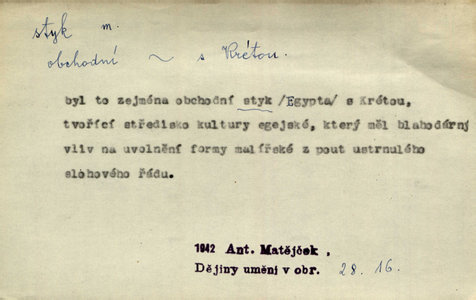 styk m.
obchodní ~ s Krétou.
byl to zejména obchodní styk /Egypta/ s Krétou,
tvořící středisko kultury egejské, který měl blahodárný
vliv na uvolnění formy malířské z pout ustrnulého
slohového řádu.
1942 Ant. Matějček,
Dějiny umění v obr. 28. 16.